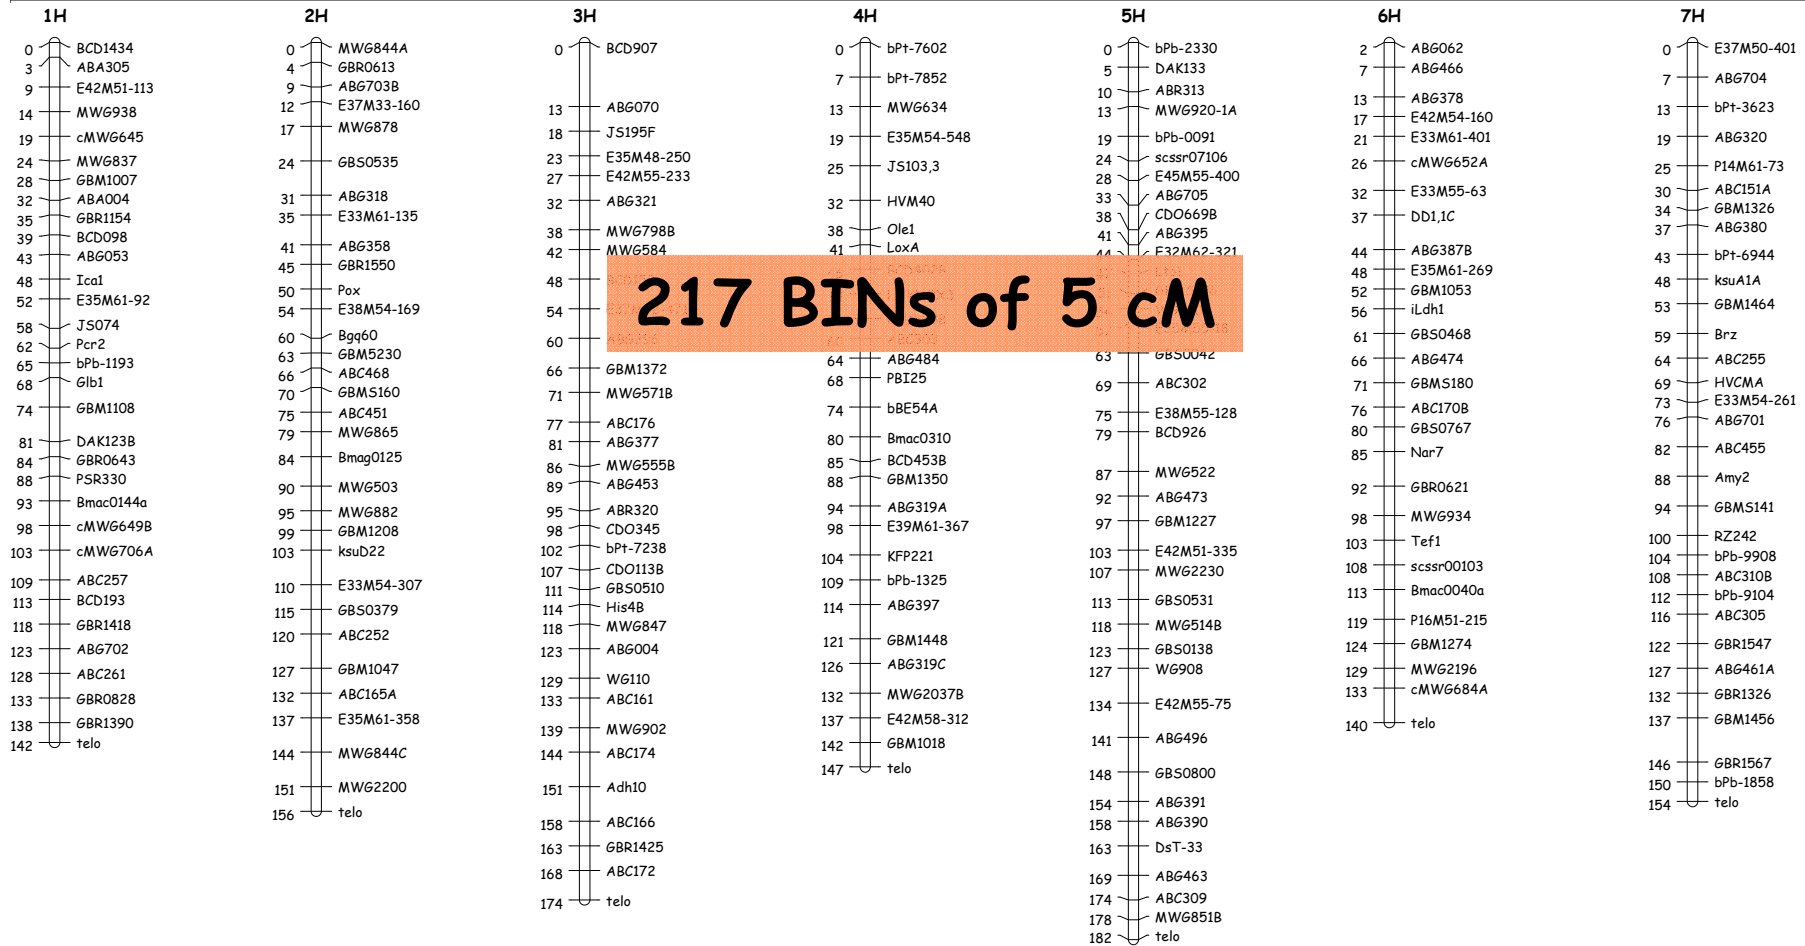 1H
0 BCD1434
3 ABA305
9 E42M51-113
14 MWG938
19 cMWG645
24 MWG837
28 GBM1007
32 ABA004
35 GBR1154
39 BCD098
43 ABG053
48 Ica1
52 E35M61-92
58 JS074
62 Pcr2
65 bPb-1193
68 Glb1
74 GBM1108
81 DAK123B
84 GBR0643
88 PSR330
93 Bmac0144a
98 cMWG649B
103 cMWG706A
109 ABC257
113 BCD193
118 GBR1418
123 ABG702
128 ABC261
133 GBR0828
138 GBR1390
142 telo
2H
0 MWG844A
4 GBR0613
9 ABG703B
12 E37M33-160
17 MWG878
24 GBS0535
31 ABG318
35 E33M61-135
41 ABG358
45 GBR1550
50 Pox
54 E38M54-169
60 Bgq60
63 GBM5230
66 ABC468
70 GBMS160
75 ABC451
79 MWG865
84 Bmag0125
90 MWG503
95 MWG882
99 GBM1208
103 ksuD22
110 E33M54-307
115 GBS0379
120 ABC252
127 GBM1047
132 ABC165A
137 E35M61-358
144 MWG844C
151 MWG2200
156 telo
3H
0 BCD907
13 ABG070
18 JS195F
23 E35M48-250
27 E42M55-233
32 ABG321
38 MWG798B
42 MWG584
48
54
60
66 GBM1372
71 MWG571B
77 ABC176
81 ABG377
86 MWG555B
89 ABG453
95 ABR320
98 CDO345
102 bPt-7238
107 CDO113B
111 GBS0510
114 His4B
118 MWG847
123 ABG004
129 WG110
133 ABC161
139 MWG902
144 ABC174
151 Adh10
158 ABC166
163 GBR1425
168 ABC172
174 telo
4H
0 bPt-7602
7 bPt-7852
13 MWG634
19 E35M54-548
25 JS103,3
32 HVM40
38 Ole1
41 LoxA
64 ABG484
68 PBI25
74 bBE54A
80 Bmac0310
85 BCD453B
88 GBM1350
94 ABG319A
98 E39M61-367
104 KFP221
109 bPb-1325
114 ABG397
121 GBM1448
126 ABG319C
132 MWG2037B
137 E42M58-312
142 GBM1018
147 telo
217 BINs of 5 cM
5H
0 bPb-2330
5 DAK133
10 ABR313
13 MWG920-1A
19 bPb-0091
24 scssr07106
28 E45M55-400
33 ABG705
38 CDO669B
41 ABG395
44 E32M62-321
63 GBS0042
69 ABC302
75 E38M55-128
79 BCD926
87 MWG522
92 ABG473
97 GBM1227
103 E42M51-335
107 MWG2230
113 GBS0531
118 MWG514B
123 GBS0138
127 WG908
134 E42M55-75
141 ABG496
148 GBS0800
154 ABG391
158 ABG390
163 DsT-33
169 ABG463
174 ABC309
178 MWG851B
182 telo
6H
2 ABG062
7 ABG466
13 ABG378
17 E42M54-160
21 E33M61-401
26 cMWG652A
32 E33M55-63
37 DD1,1C
44 ABG387B
48 E35M61-269
52 GBM1053
56 iLdh1
61 GBS0468
66 ABG474
71 GBMS180
76 ABC170B
80 GBS0767
85 Nar7
92 GBR0621
98 MWG934
103 Tef1
108 scssr00103
113 Bmac0040a
119 P16M51-215
124 GBM1274
129 MWG2196
133 cMWG684A
140 telo
7H
0 E37M50-401
7 ABG704
13 bPt-3623
19 ABG320
25 P14M61-73
30 ABC151A
34 GBM1326
37 ABG380
43 bPt-6944
48 ksuA1A
53 GBM1464
59 Brz
64 ABC255
69 HVCMA
73 E33M54-261
76 ABG701
82 ABC455
88 Amy2
94 GBMS141
100 RZ242
104 bPb-9908
108 ABC310B
112 bPb-9104
116 ABC305
122 GBR1547
127 ABG461A
132 GBR1326
137 GBM1456
146 GBR1567
150 bPb-1858
154 telo